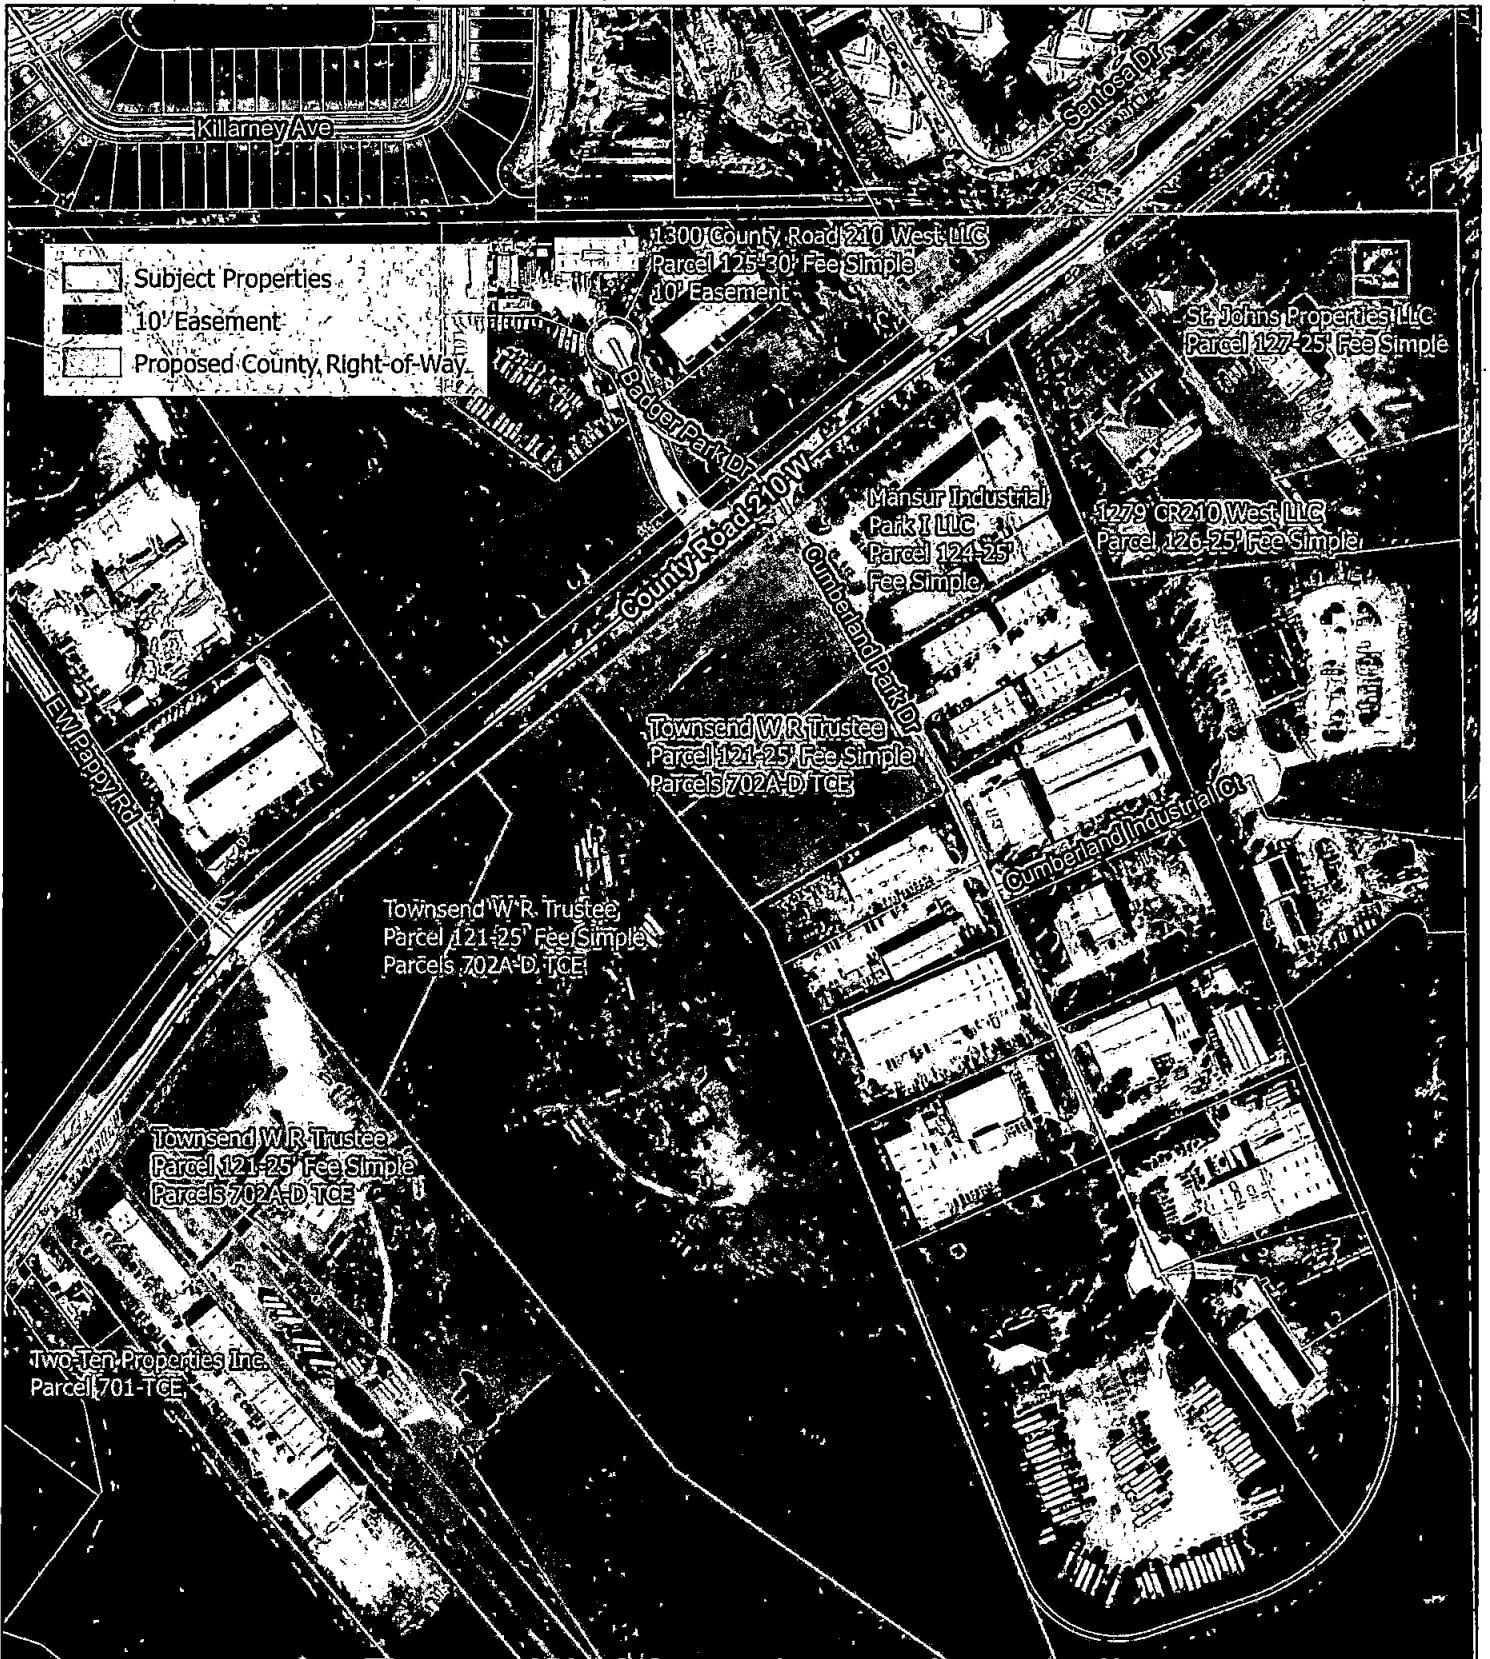 Killarney Ave
Sentosa Dr
Subject Properties
10' Easement
Proposed County Right-of-Way
1300 County Road 210 West LLC
Parcel 125-30' Fee Simple
10' Easement
St. Johns Properties LLC
Parcel 127-25' Fee Simple
Badger Park Dr
County Road 210 W
Mansur Industrial
Park I LLC
Parcel 124-25'
Fee Simple
1279 CR210 West LLC
Parcel 126-25' Fee Simple
Cumberland Park Dr
E W Pappy Rd
Townsend W R Trustee
Parcel 121-25' Fee Simple
Parcels 702A-D TCE
Cumberland Industrial Ct
Townsend W R Trustee
Parcel 121-25' Fee Simple
Parcels 702A-D TCE
Townsend W R Trustee
Parcel 121-25' Fee Simple
Parcels 702A-D TCE
Two-Ten Properties Inc.
Parcel 701-TCE